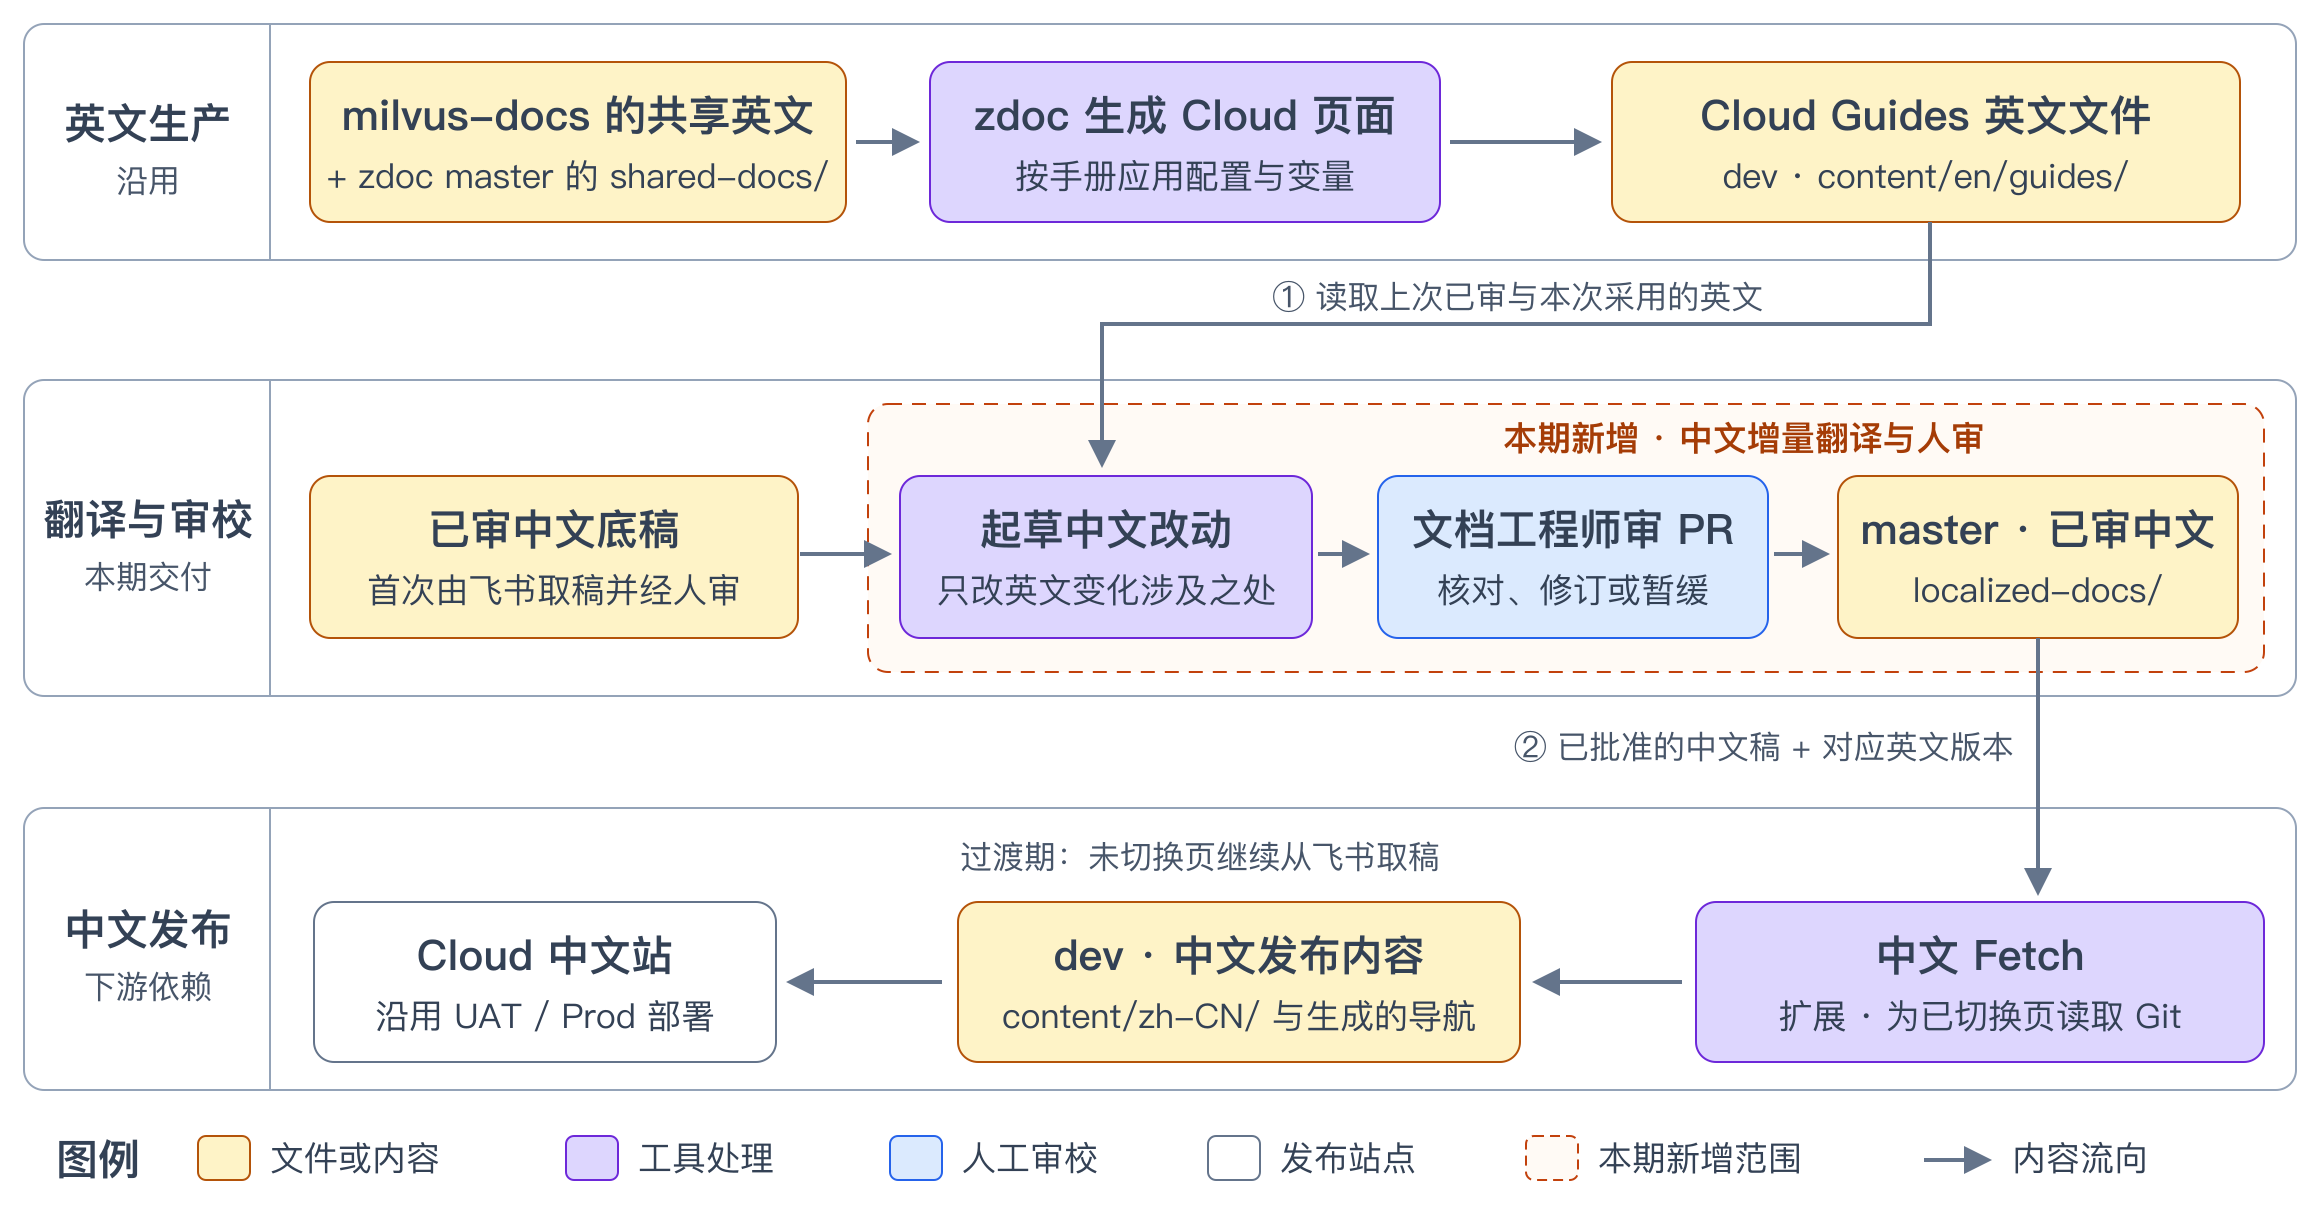 英文生产
沿用
milvus-docs 的共享英文
+ zdoc master 的 shared-docs/
zdoc 生成 Cloud 页面
按手册应用配置与变量
Cloud Guides 英文文件
dev · content/en/guides/
① 读取上次已审与本次采用的英文
翻译与审校
本期交付
本期新增 · 中文增量翻译与人审
已审中文底稿
首次由飞书取稿并经人审
起草中文改动
只改英文变化涉及之处
文档工程师审 PR
核对、修订或暂缓
master · 已审中文
localized-docs/
② 已批准的中文稿 + 对应英文版本
中文发布
下游依赖
过渡期：未切换页继续从飞书取稿
Cloud 中文站
沿用 UAT / Prod 部署
dev · 中文发布内容
content/zh-CN/ 与生成的导航
中文 Fetch
扩展 · 为已切换页读取 Git
图例
文件或内容
工具处理
人工审校
发布站点
本期新增范围
内容流向